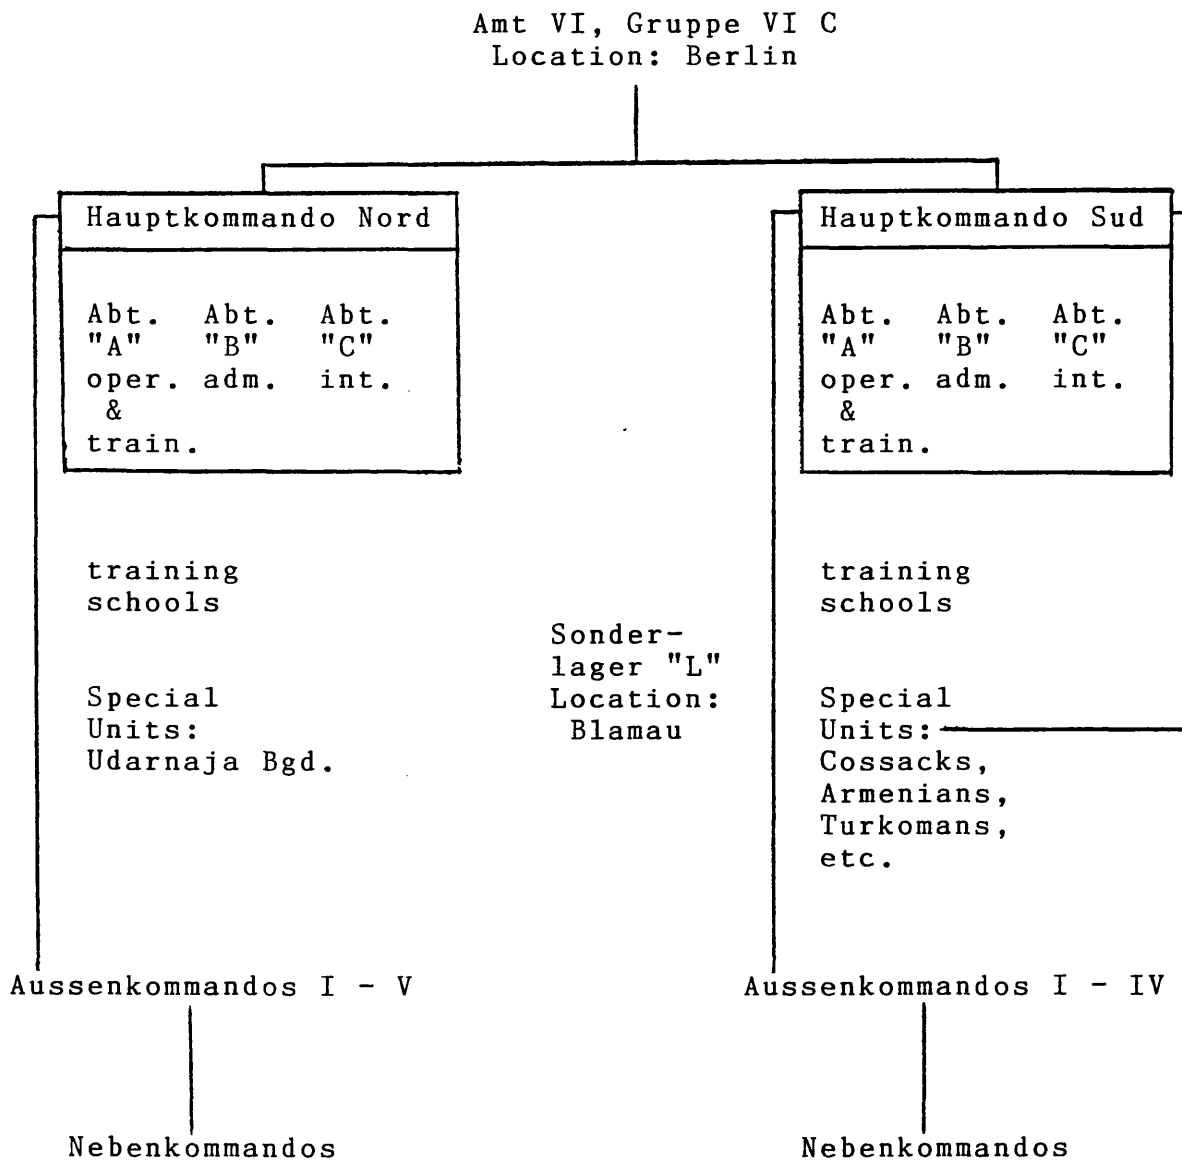 Amt VI, Gruppe VI C
Location: Berlin
Hauptkommando Nord
Abt. Abt. Abt.
"A" "B" "C"
oper. adm. int.
&
train.
training
schools
Special
Units:
Udarnaja Bgd.
Aussenkommandos I - V
Nebenkommandos
Sonder-
lager "L"
Location:
Blamau
Hauptkommando Sud
Abt. Abt. Abt.
"A" "B" "C"
oper. adm. int.
&
train.
training
schools
Special
Units:
Cossacks,
Armenians,
Turkomans,
etc.
Aussenkommandos I - IV
Nebenkommandos